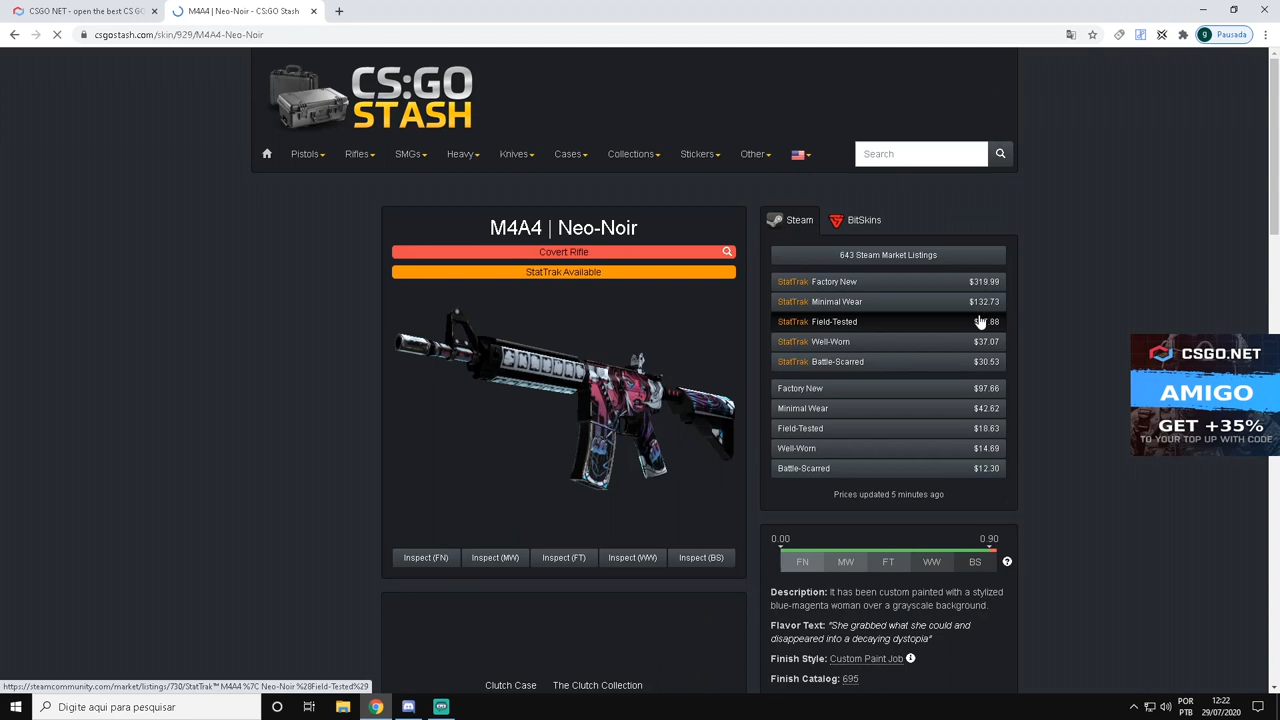 CSGO NET - open the best CS GO
M4A4 | Neo-Noir - CS:GO Stash
csgostash.com/skin/929/M4A4-Neo-Noir
g Pausada
CS:GO
STASH
Pistols Rifles SMGs Heavy Knives Cases Collections Stickers Other
Search
M4A4 | Neo-Noir
Covert Rifle
StatTrak Available
Inspect (FN) Inspect (MW) Inspect (FT) Inspect (WW) Inspect (BS)
Clutch Case The Clutch Collection
Steam BitSkins
643 Steam Market Listings
StatTrak Factory New $319.99
StatTrak Minimal Wear $132.73
StatTrak Field-Tested .88
StatTrak Well-Worn $37.07
StatTrak Battle-Scarred $30.53
Factory New $97.66
Minimal Wear $42.62
Field-Tested $18.63
Well-Worn $14.69
Battle-Scarred $12.30
Prices updated 5 minutes ago
0.00 0.90
FN MW FT WW BS
Description: It has been custom painted with a stylized
blue-magenta woman over a grayscale background.
Flavor Text: "She grabbed what she could and
disappeared into a decaying dystopia"
Finish Style: Custom Paint Job
Finish Catalog: 695
CSGO.NET
AMIGO
GET +35%
TO YOUR TOP UP WITH CODE
https://steamcommunity.com/market/listings/730/StatTrak™ M4A4 %7C Neo-Noir %28Field-Tested%29
Digite aqui para pesquisar
POR
PTB
12:22
29/07/2020